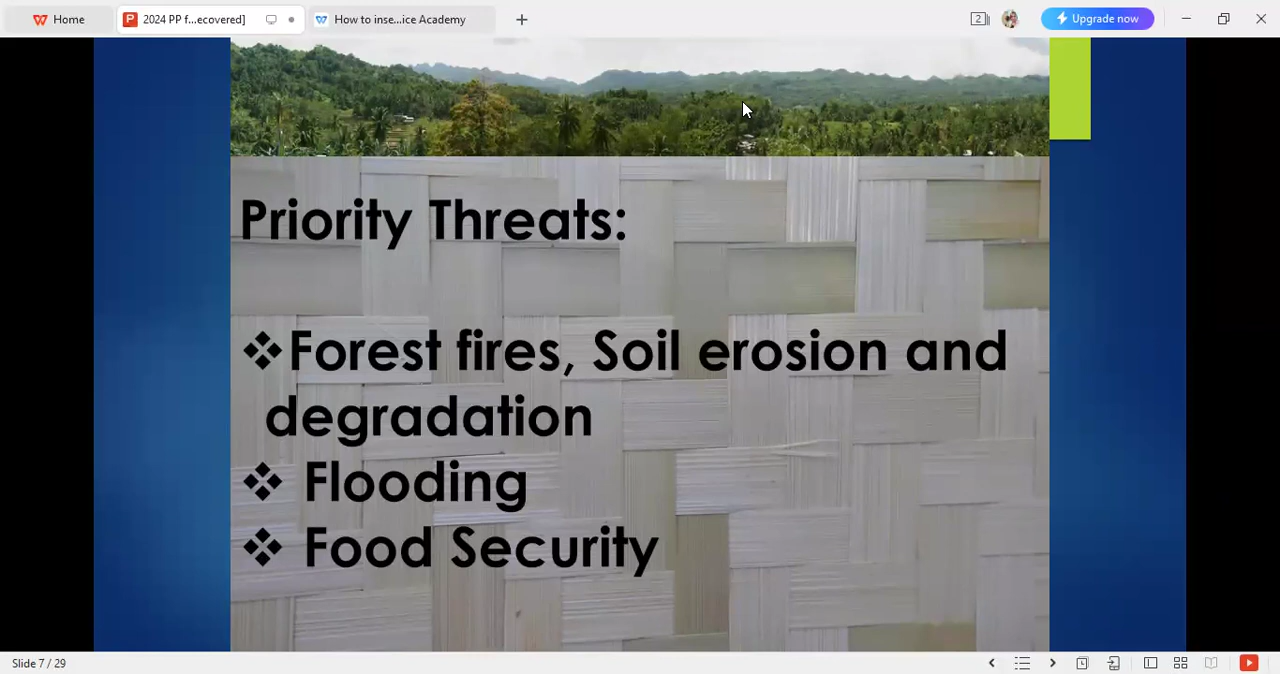 Home
2024 PP f...ecovered]
How to inse...ice Academy
2
Upgrade now
Priority Threats:
❖Forest fires, Soil erosion and
degradation
❖ Flooding
❖ Food Security
Slide 7 / 29